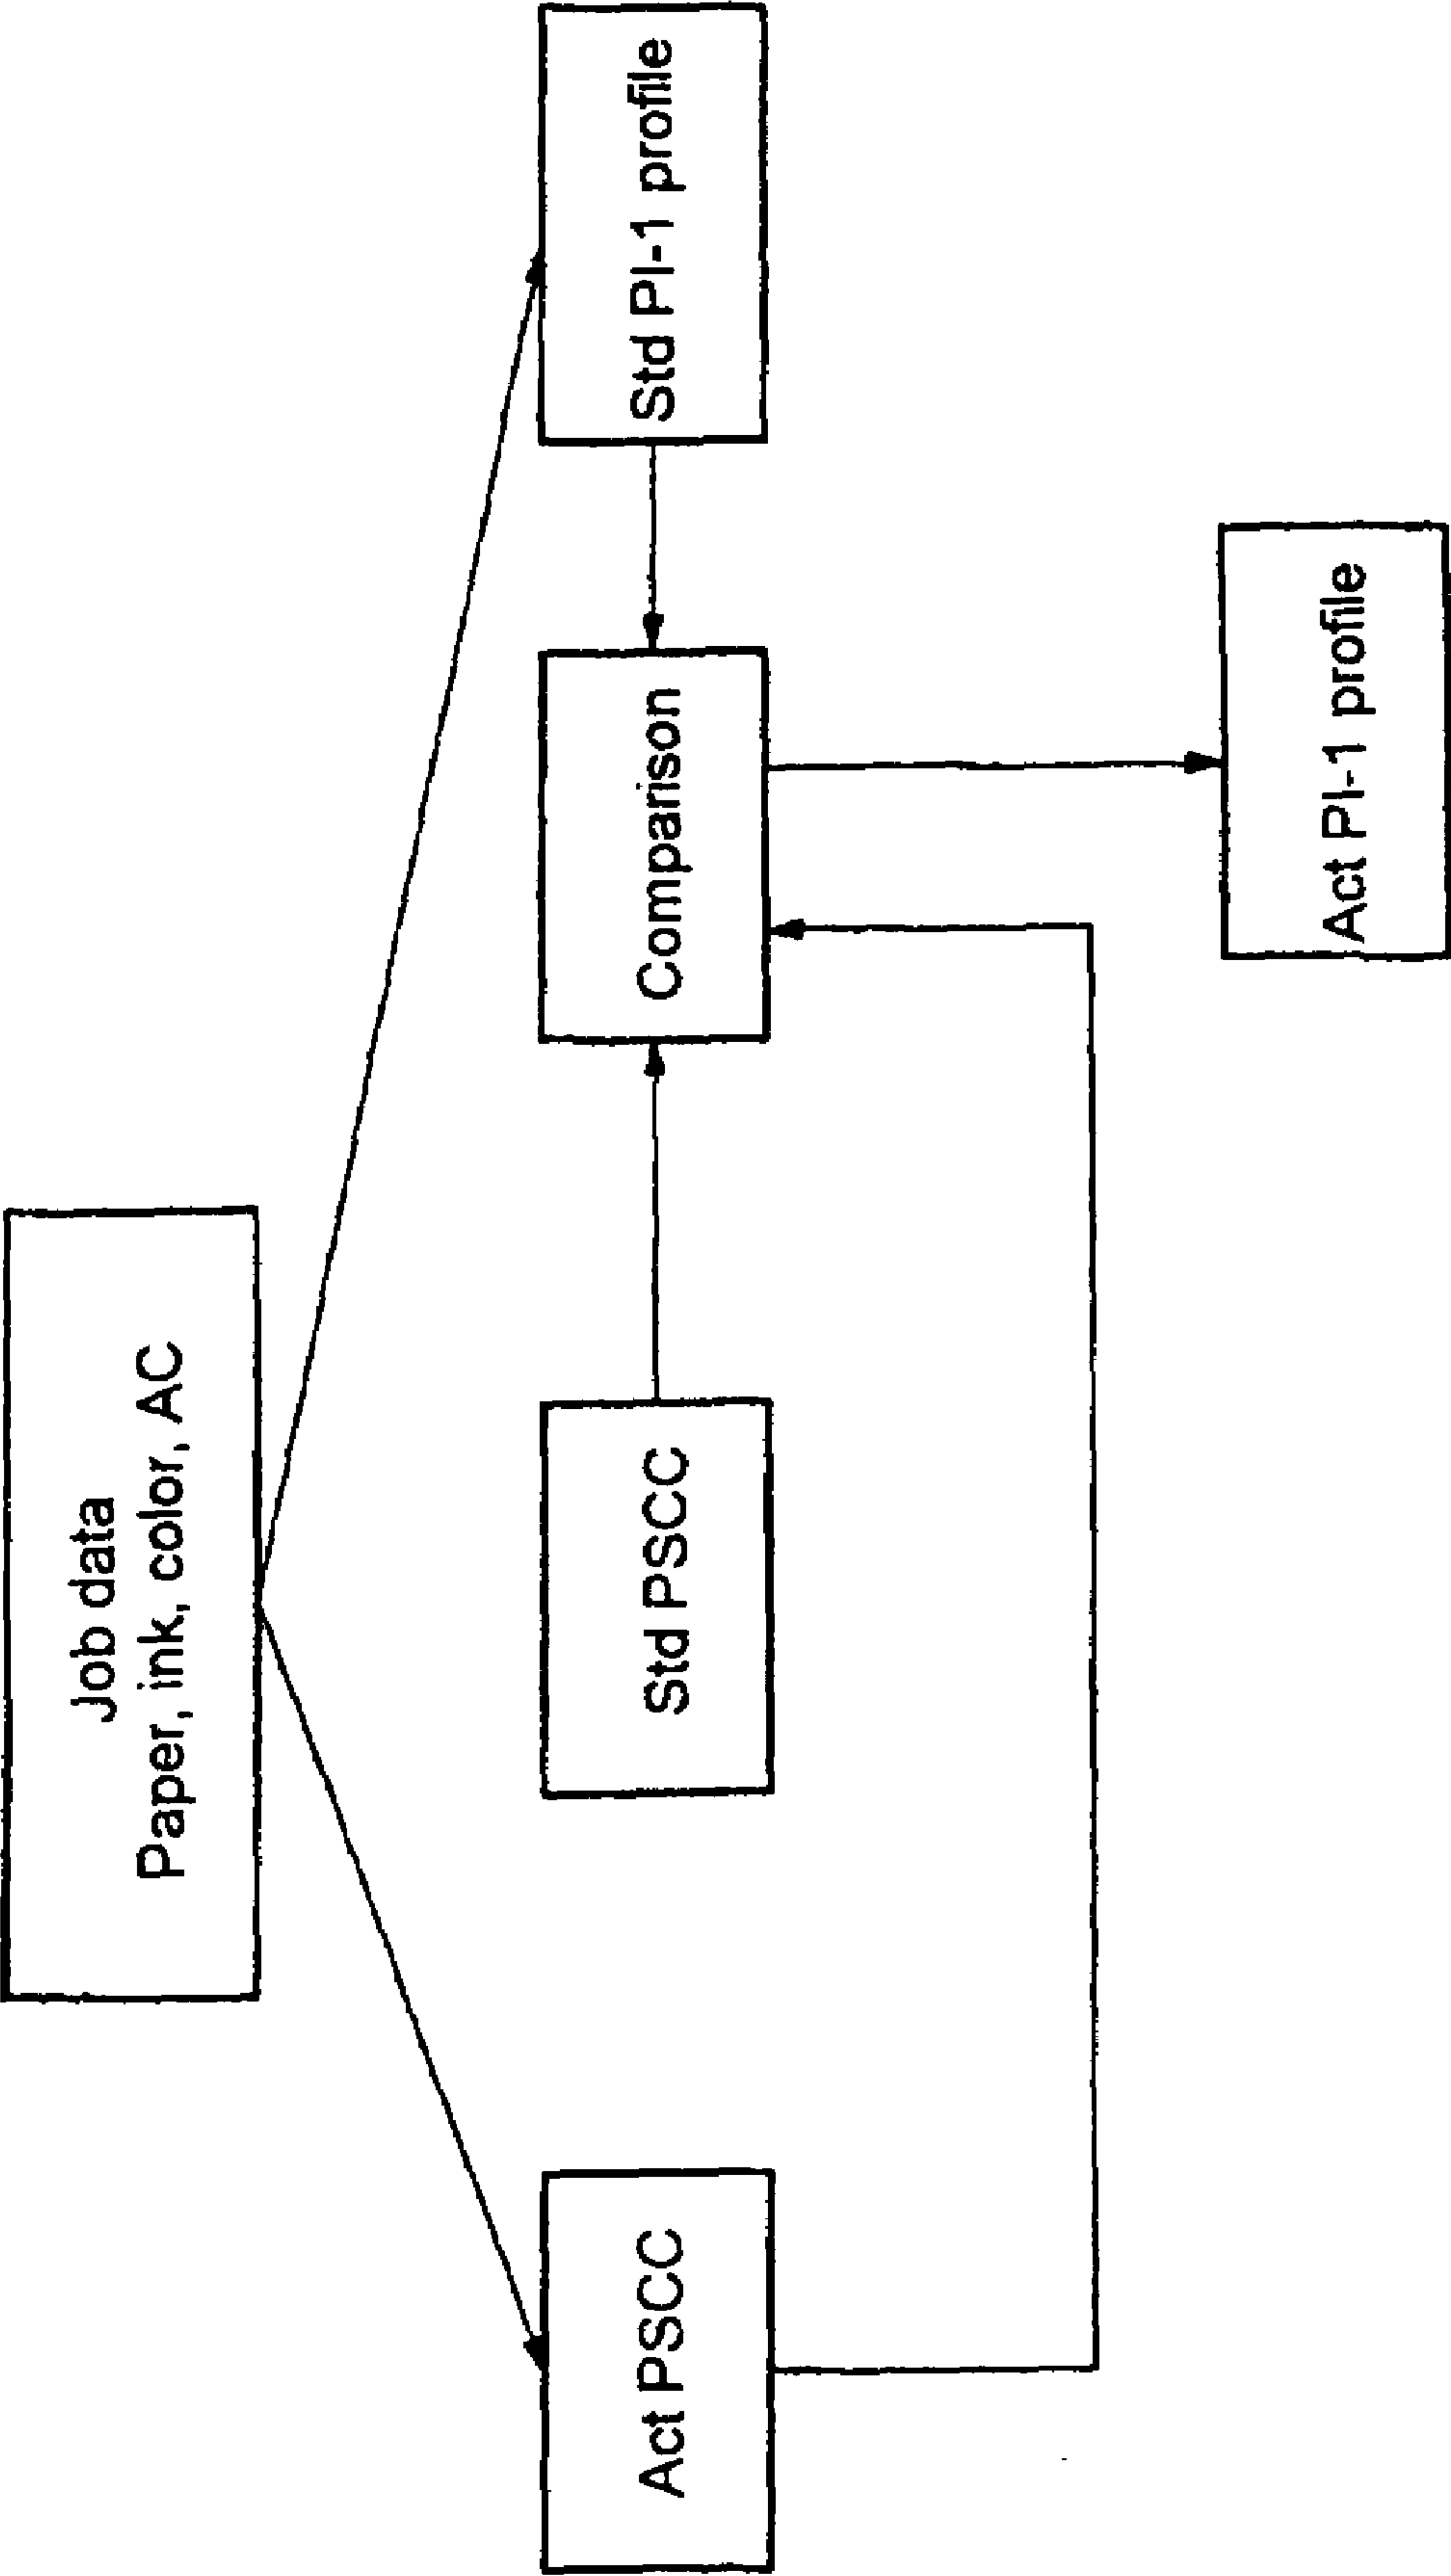 Job data
Paper, ink, color, AC
Act PSCC
Std PSCC
Comparison
Std PI-1 profile
Act PI-1 profile